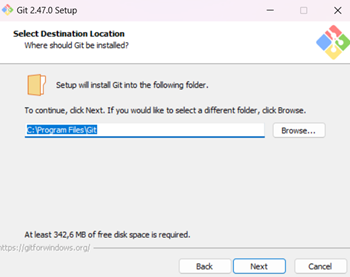 Git 2.47.0 Setup
Select Destination Location
Where should Git be installed?
Setup will install Git into the following folder.
To continue, click Next. If you would like to select a different folder, click Browse.
C:\Program Files\Git
Browse...
At least 342,6 MB of free disk space is required.
https://gitforwindows.org/
Back
Next
Cancel